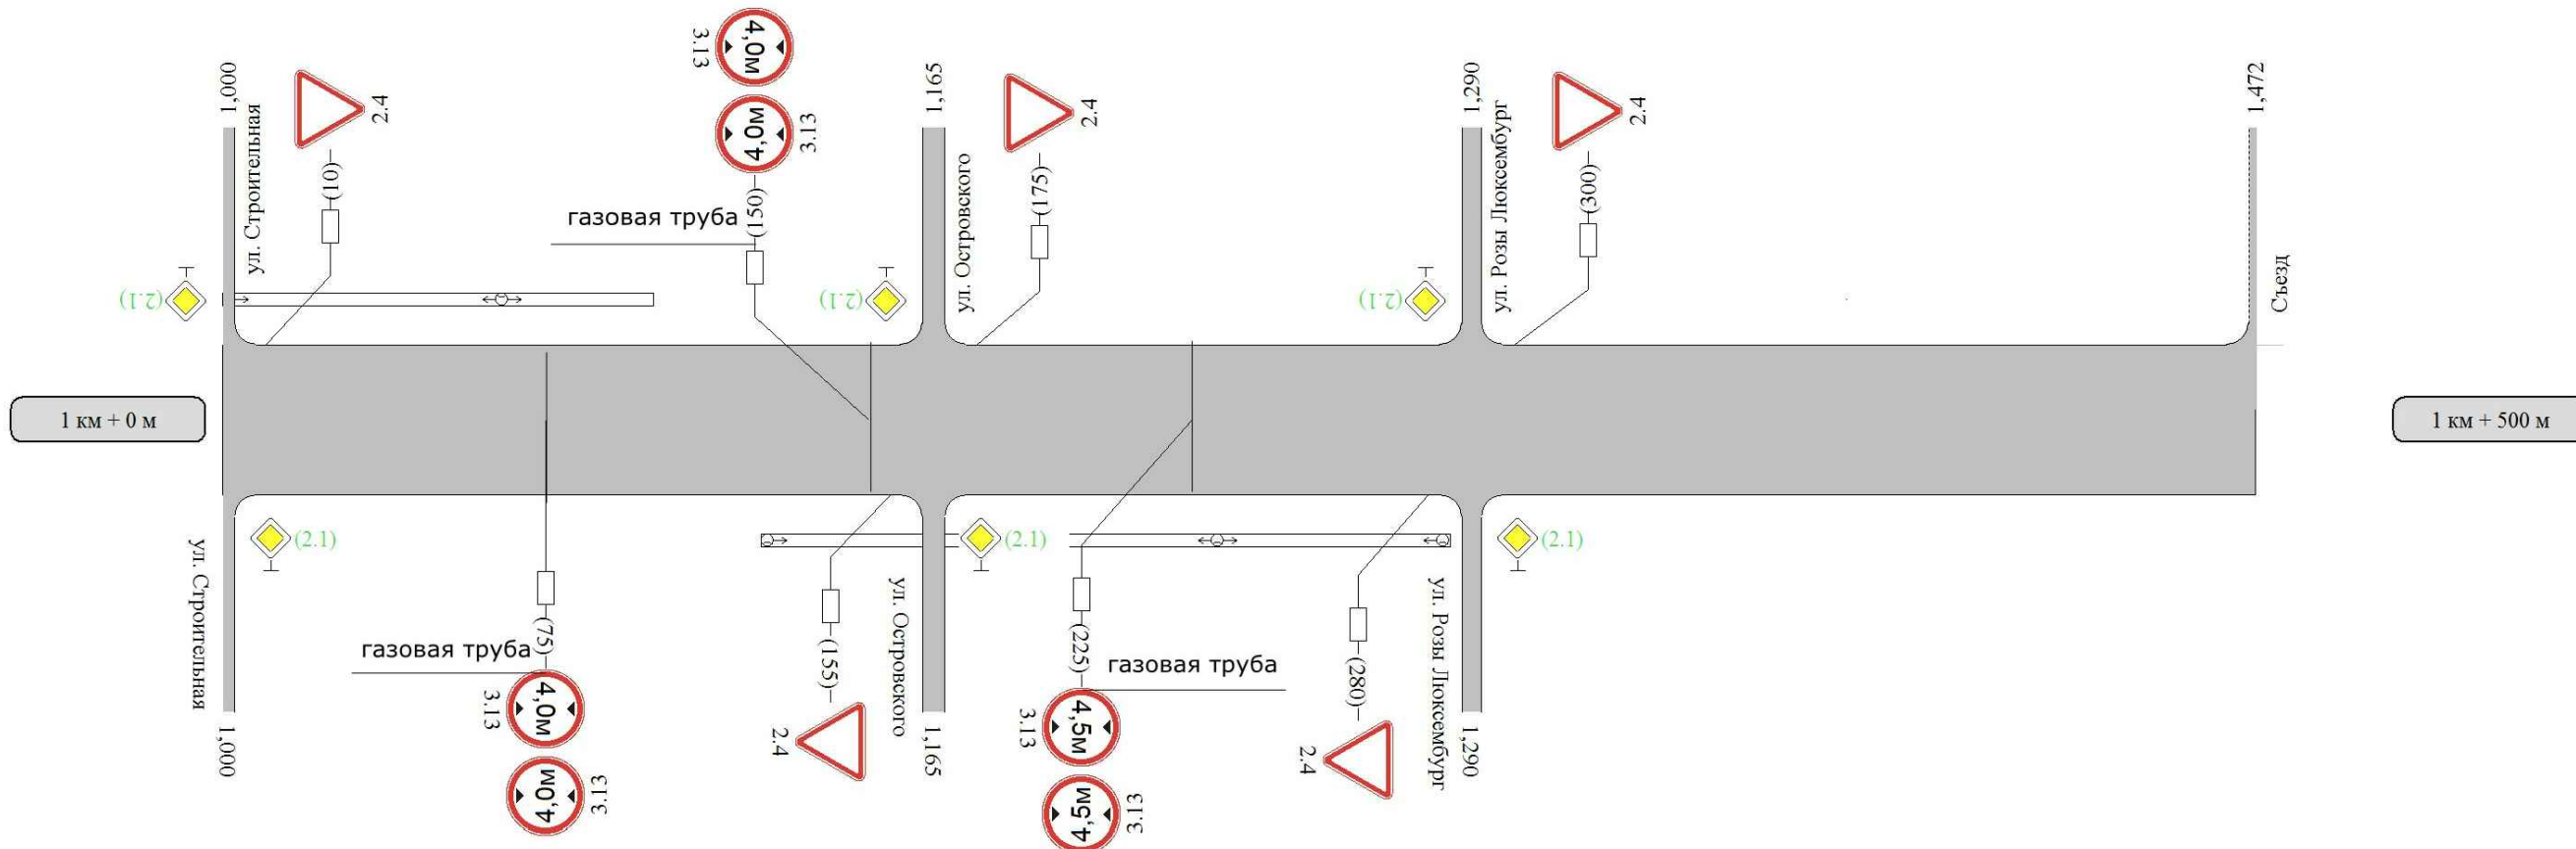 4,0м
3.13
4,0м
3.13
1,000
ул. Строительная
2.4
(10)
газовая труба
(150)
1,165
ул. Островского
2.4
(175)
1,290
ул. Розы Люксембург
2.4
(300)
1,472
Съезд
(2.1)
(2.1)
(2.1)
1 км + 0 м
1 км + 500 м
(2.1)
(2.1)
(2.1)
ул. Строительная
1,000
газовая труба
(75)
3.13
4,0м
4,0м
3.13
(155)
2.4
ул. Островского
1,165
(225)
газовая труба
3.13
4,5м
4,5м
3.13
(280)
2.4
ул. Розы Люксембург
1,290